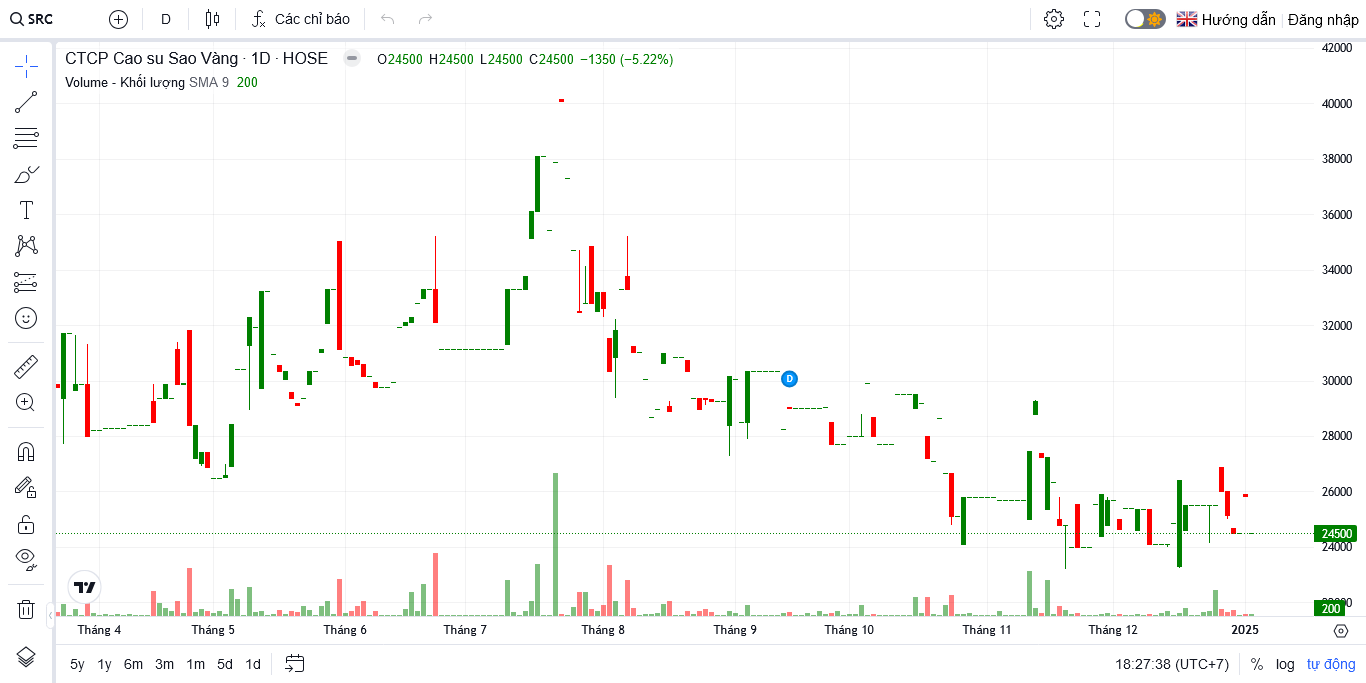 SRC D Các chỉ báo Hướng dẫn Đăng nhập
CTCP Cao su Sao Vàng · 1D · HOSE O24500 H24500 L24500 C24500 −1350 (−5.22%)
Volume - Khối lượng SMA 9 200
42000
40000
38000
36000
34000
32000
30000
28000
26000
24500
24000
200
D
Tháng 4 Tháng 5 Tháng 6 Tháng 7 Tháng 8 Tháng 9 Tháng 10 Tháng 11 Tháng 12 2025
5y 1y 6m 3m 1m 5d 1d 18:27:38 (UTC+7) % log tự động